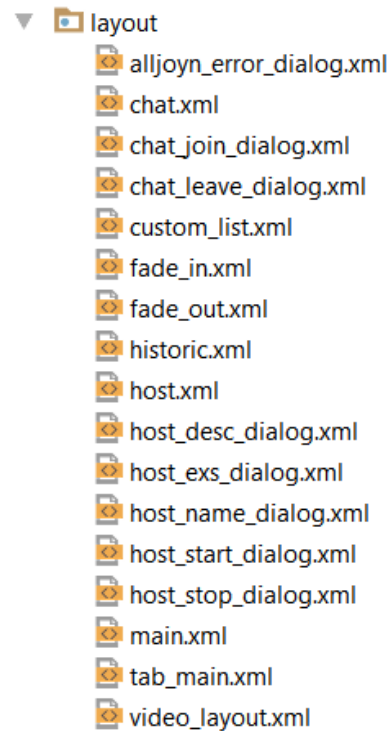 layout
alljoyn_error_dialog.xml
chat.xml
chat_join_dialog.xml
chat_leave_dialog.xml
custom_list.xml
fade_in.xml
fade_out.xml
historic.xml
host.xml
host_desc_dialog.xml
host_exs_dialog.xml
host_name_dialog.xml
host_start_dialog.xml
host_stop_dialog.xml
main.xml
tab_main.xml
video_layout.xml